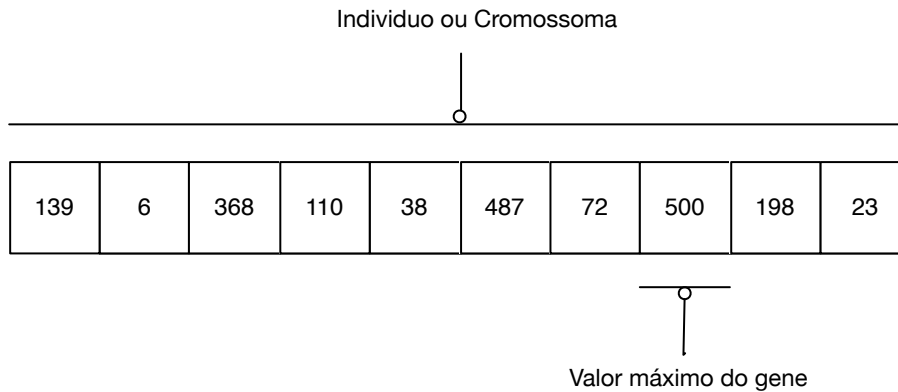 Individuo ou Cromossoma
139 6 368 110 38 487 72 500 198 23
Valor máximo do gene